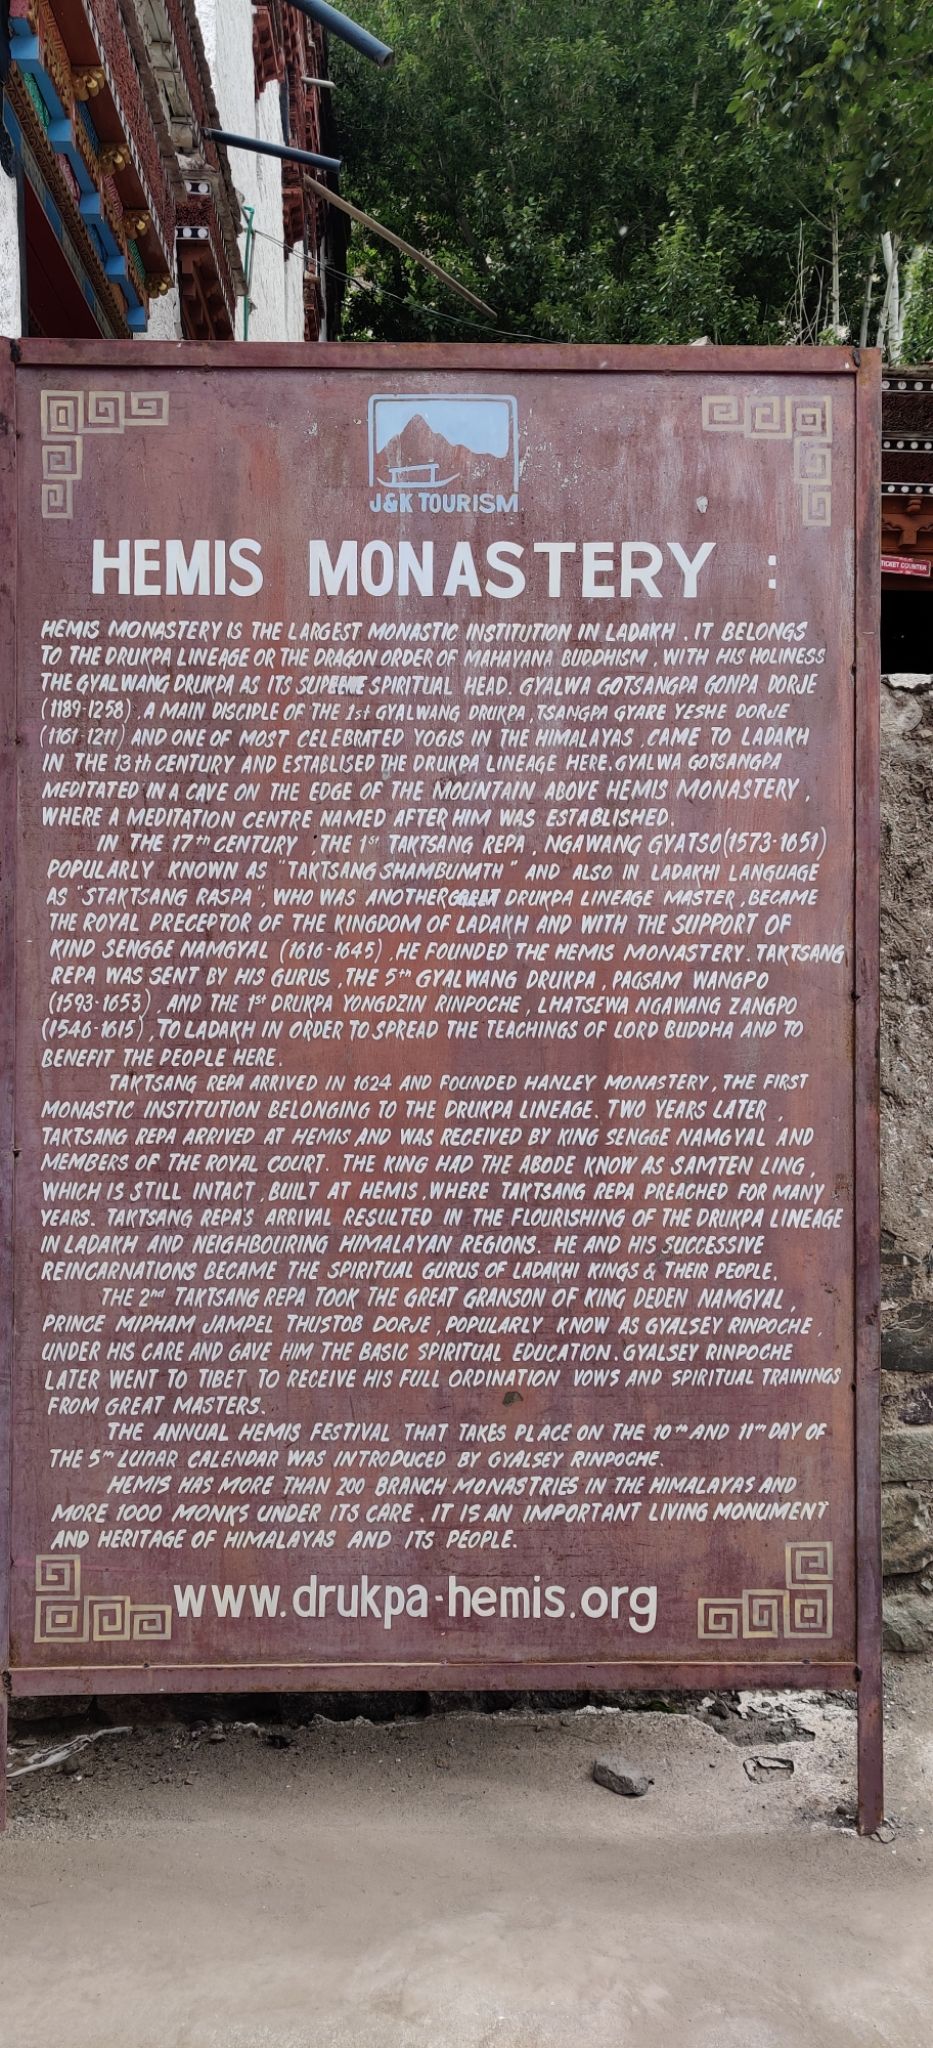 J&K TOURISM
HEMIS MONASTERY :
HEMIS MONASTERY IS THE LARGEST MONASTIC INSTITUTION IN LADAKH. IT BELONGS
TO THE DRUKPA LINEAGE OR THE DRAGON ORDER OF MAHAYANA BUDDHISM, WITH HIS HOLINESS
THE GYALWANG DRUKPA AS ITS SUPREME SPIRITUAL HEAD. GYALWA GOTSANGPA GONPA DORJE
(1189-1258), A MAIN DISCIPLE OF THE 1st GYALWANG DRUKPA, TSANGPA GYARE YESHE DORJE
(1161-1211) AND ONE OF MOST CELEBRATED YOGIS IN THE HIMALAYAS, CAME TO LADAKH
IN THE 13th CENTURY AND ESTABLISED THE DRUKPA LINEAGE HERE. GYALWA GOTSANGPA
MEDITATED IN A CAVE ON THE EDGE OF THE MOUNTAIN ABOVE HEMIS MONASTERY,
WHERE A MEDITATION CENTRE NAMED AFTER HIM WAS ESTABLISHED.
IN THE 17th CENTURY, THE 1st TAKTSANG REPA, NGAWANG GYATSO (1573-1651)
POPULARLY KNOWN AS "TAKTSANG SHAMBUNATH" AND ALSO IN LADAKHI LANGUAGE
AS "STAKTSANG RASPA", WHO WAS ANOTHER GREAT DRUKPA LINEAGE MASTER, BECAME
THE ROYAL PRECEPTOR OF THE KINGDOM OF LADAKH AND WITH THE SUPPORT OF
KIND SENGGE NAMGYAL (1616-1645), HE FOUNDED THE HEMIS MONASTERY. TAKTSANG
REPA WAS SENT BY HIS GURUS, THE 5th GYALWANG DRUKPA, PAGSAM WANGPO
(1593-1653), AND THE 1st DRUKPA YONGDZIN RINPOCHE, LHATSEWA NGAWANG ZANGPO
(1546-1615), TO LADAKH IN ORDER TO SPREAD THE TEACHINGS OF LORD BUDDHA AND TO
BENEFIT THE PEOPLE HERE.
TAKTSANG REPA ARRIVED IN 1624 AND FOUNDED HANLEY MONASTERY, THE FIRST
MONASTIC INSTITUTION BELONGING TO THE DRUKPA LINEAGE. TWO YEARS LATER,
TAKTSANG REPA ARRIVED AT HEMIS AND WAS RECEIVED BY KING SENGGE NAMGYAL AND
MEMBERS OF THE ROYAL COURT. THE KING HAD THE ABODE KNOW AS SAMTEN LING,
WHICH IS STILL INTACT, BUILT AT HEMIS, WHERE TAKTSANG REPA PREACHED FOR MANY
YEARS. TAKTSANG REPA'S ARRIVAL RESULTED IN THE FLOURISHING OF THE DRUKPA LINEAGE
IN LADAKH AND NEIGHBOURING HIMALAYAN REGIONS. HE AND HIS SUCCESSIVE
REINCARNATIONS BECAME THE SPIRITUAL GURUS OF LADAKHI KINGS & THEIR PEOPLE.
THE 2nd TAKTSANG REPA TOOK THE GREAT GRANSON OF KING DEDEN NAMGYAL,
PRINCE MIPHAM JAMPEL THUSTOB DORJE, POPULARLY KNOW AS GYALSEY RINPOCHE,
UNDER HIS CARE AND GAVE HIM THE BASIC SPIRITUAL EDUCATION. GYALSEY RINPOCHE
LATER WENT TO TIBET TO RECEIVE HIS FULL ORDINATION VOWS AND SPIRITUAL TRAININGS
FROM GREAT MASTERS.
THE ANNUAL HEMIS FESTIVAL THAT TAKES PLACE ON THE 10th AND 11th DAY OF
THE 5th LUNAR CALENDAR WAS INTRODUCED BY GYALSEY RINPOCHE.
HEMIS HAS MORE THAN 200 BRANCH MONASTRIES IN THE HIMALAYAS AND
MORE 1000 MONKS UNDER ITS CARE. IT IS AN IMPORTANT LIVING MONUMENT
AND HERITAGE OF HIMALAYAS AND ITS PEOPLE.
www.drukpa-hemis.org
TICKET COUNTER